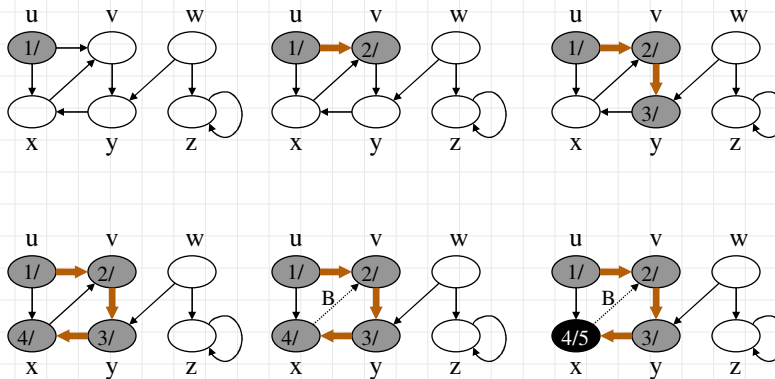 u v w u v w u v w
1/ 1/ 2/ 1/ 2/
3/
x y z x y z x y z
u v w u v w u v w
1/ 2/ 1/ 2/ 1/ 2/
B B
4/ 3/ 4/ 3/ 4/5 3/
x y z x y z x y z